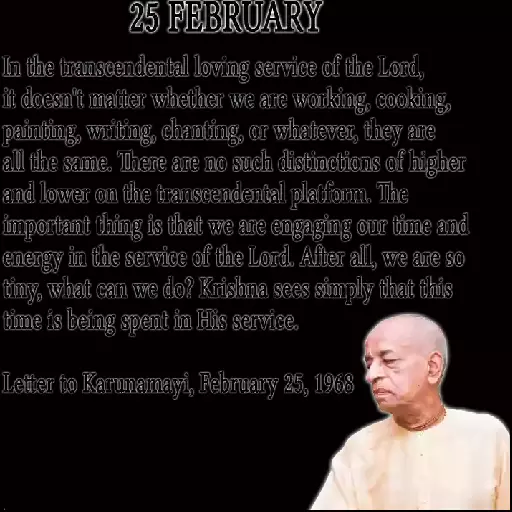 25 FEBRUARY
In the transcendental loving service of the Lord,
it doesn't matter whether we are working, cooking,
painting, writing, chanting, or whatever, they are
all the same. There are no such distinctions of higher
and lower on the transcendental platform. The
important thing is that we are engaging our time and
energy in the service of the Lord. After all, we are so
tiny, what can we do? Krishna sees simply that this
time is being spent in His service.
Letter to Karunamayi, February 25, 1968